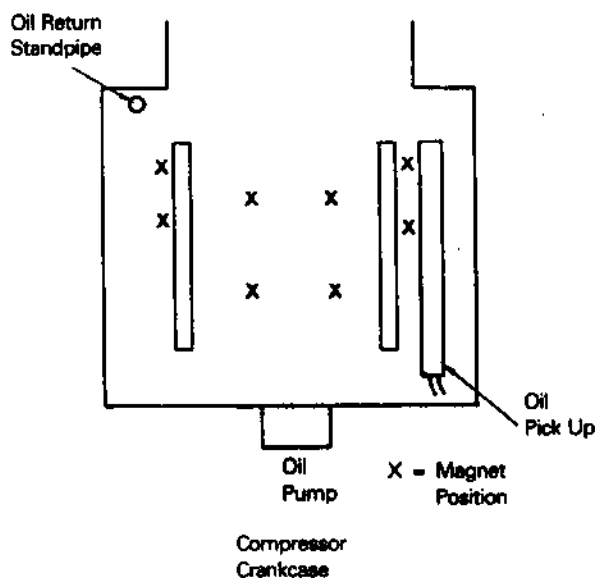 Oil Return
Standpipe
X
X
X
X
X
X
X
X
Oil
Pick Up
Oil
Pump
X = Magnet
Position
Compressor
Crankcase